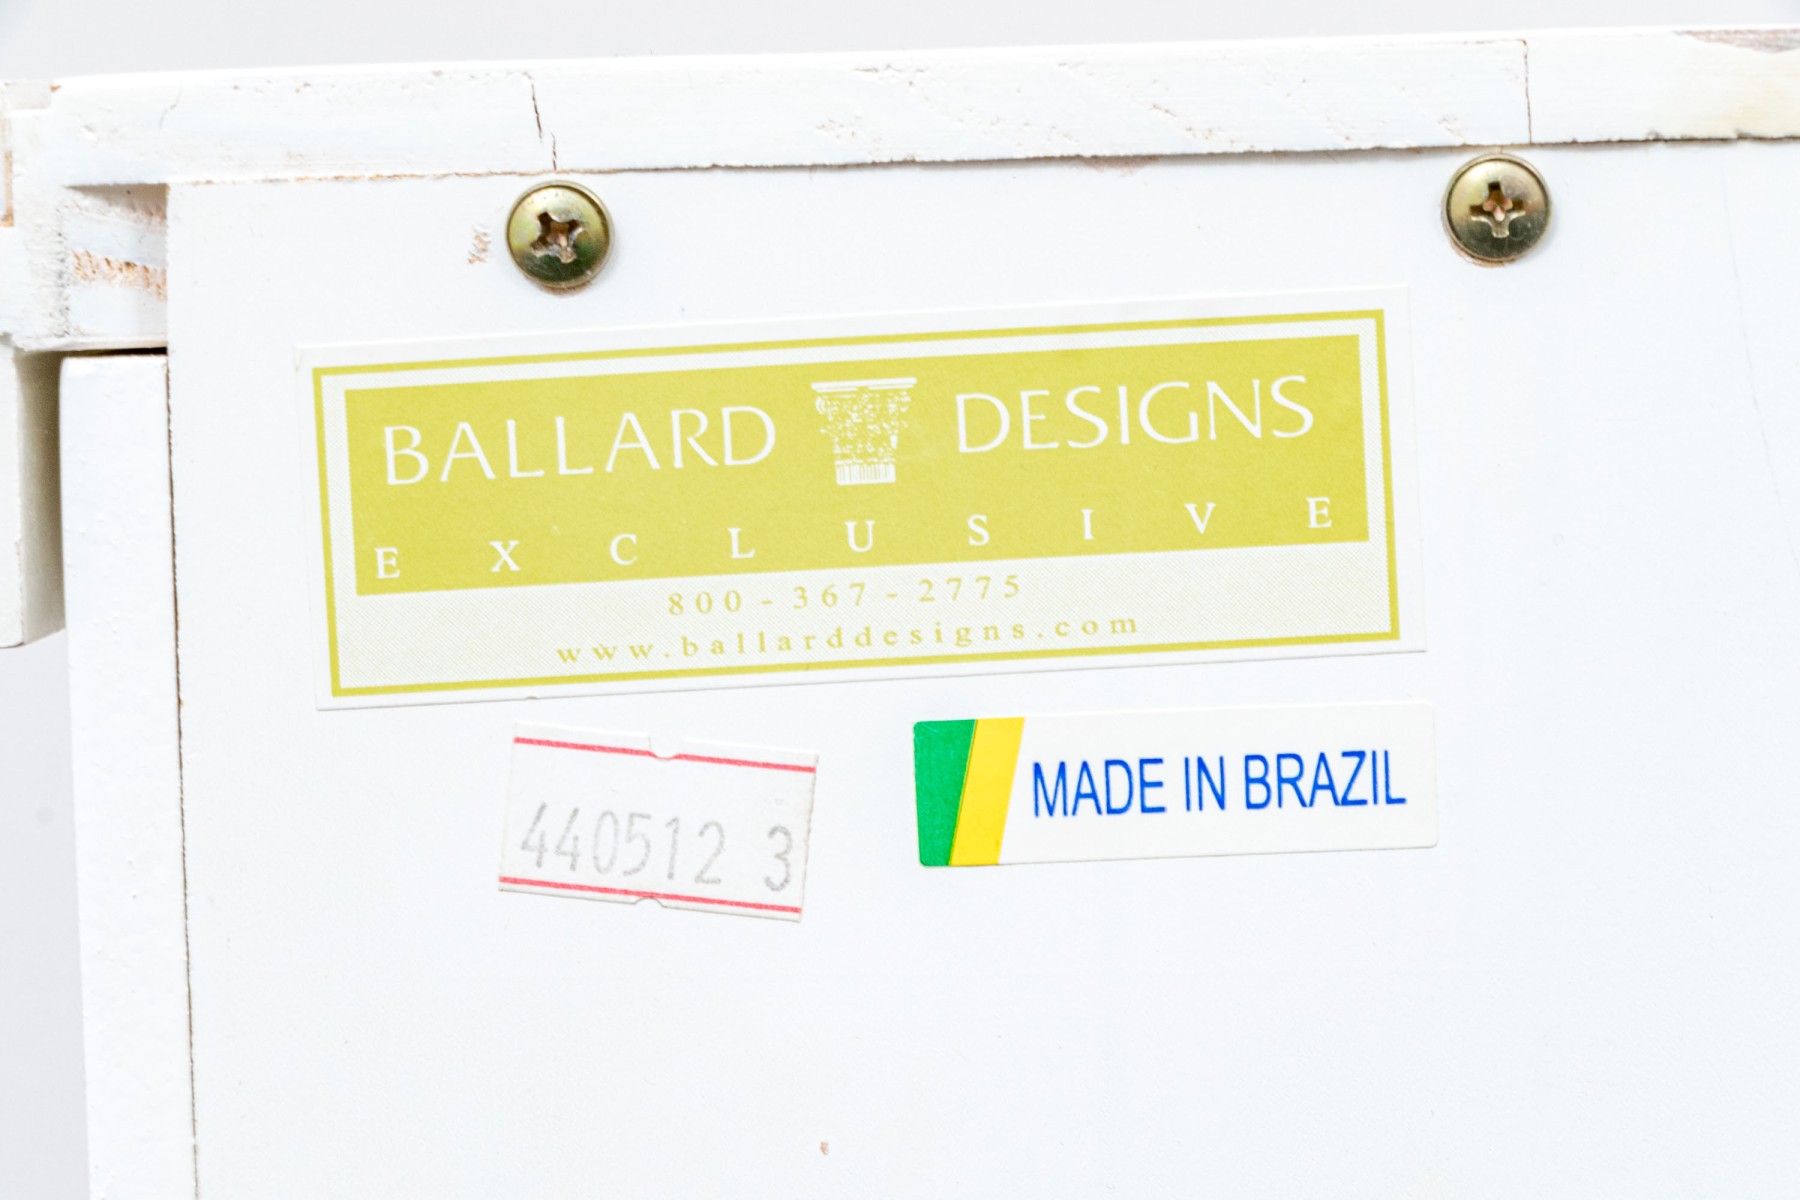 BALLARD DESIGNS
EXCLUSIVE
800-367-2775
www.ballarddesigns.com
440512 3
MADE IN BRAZIL